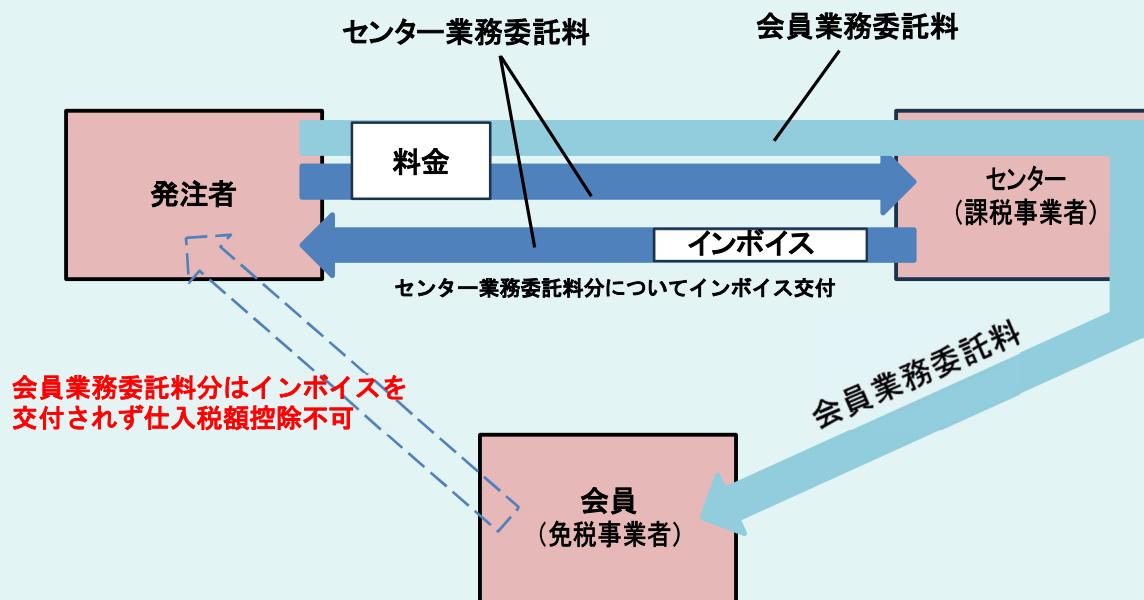 センター業務委託料
会員業務委託料
発注者
料金
センター
（課税事業者）
インボイス
センター業務委託料分についてインボイス交付
会員業務委託料
会員業務委託料分はインボイスを
交付されず仕入税額控除不可
会員
（免税事業者）